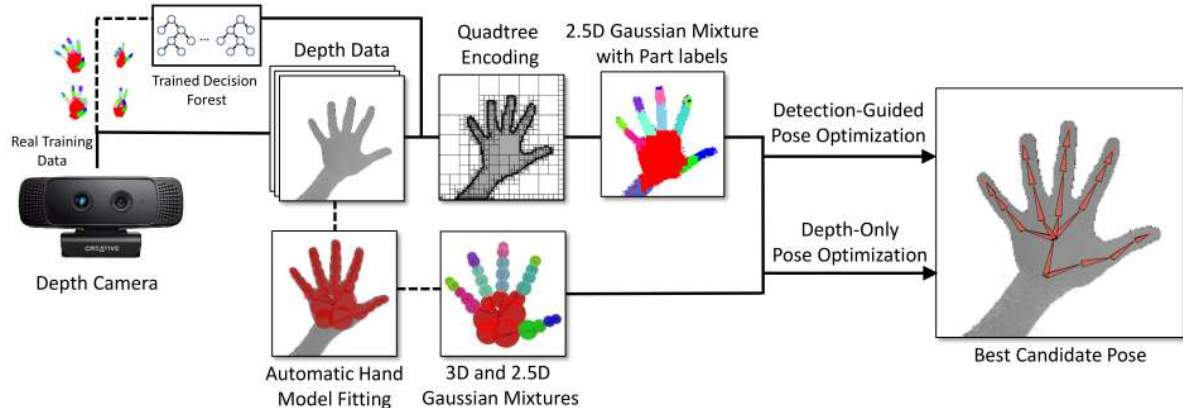 Trained Decision
Forest
Real Training
Data
CREATIVE
Depth Camera
Depth Data
Quadtree
Encoding
2.5D Gaussian Mixture
with Part labels
Automatic Hand
Model Fitting
3D and 2.5D
Gaussian Mixtures
Detection-Guided
Pose Optimization
Depth-Only
Pose Optimization
Best Candidate Pose